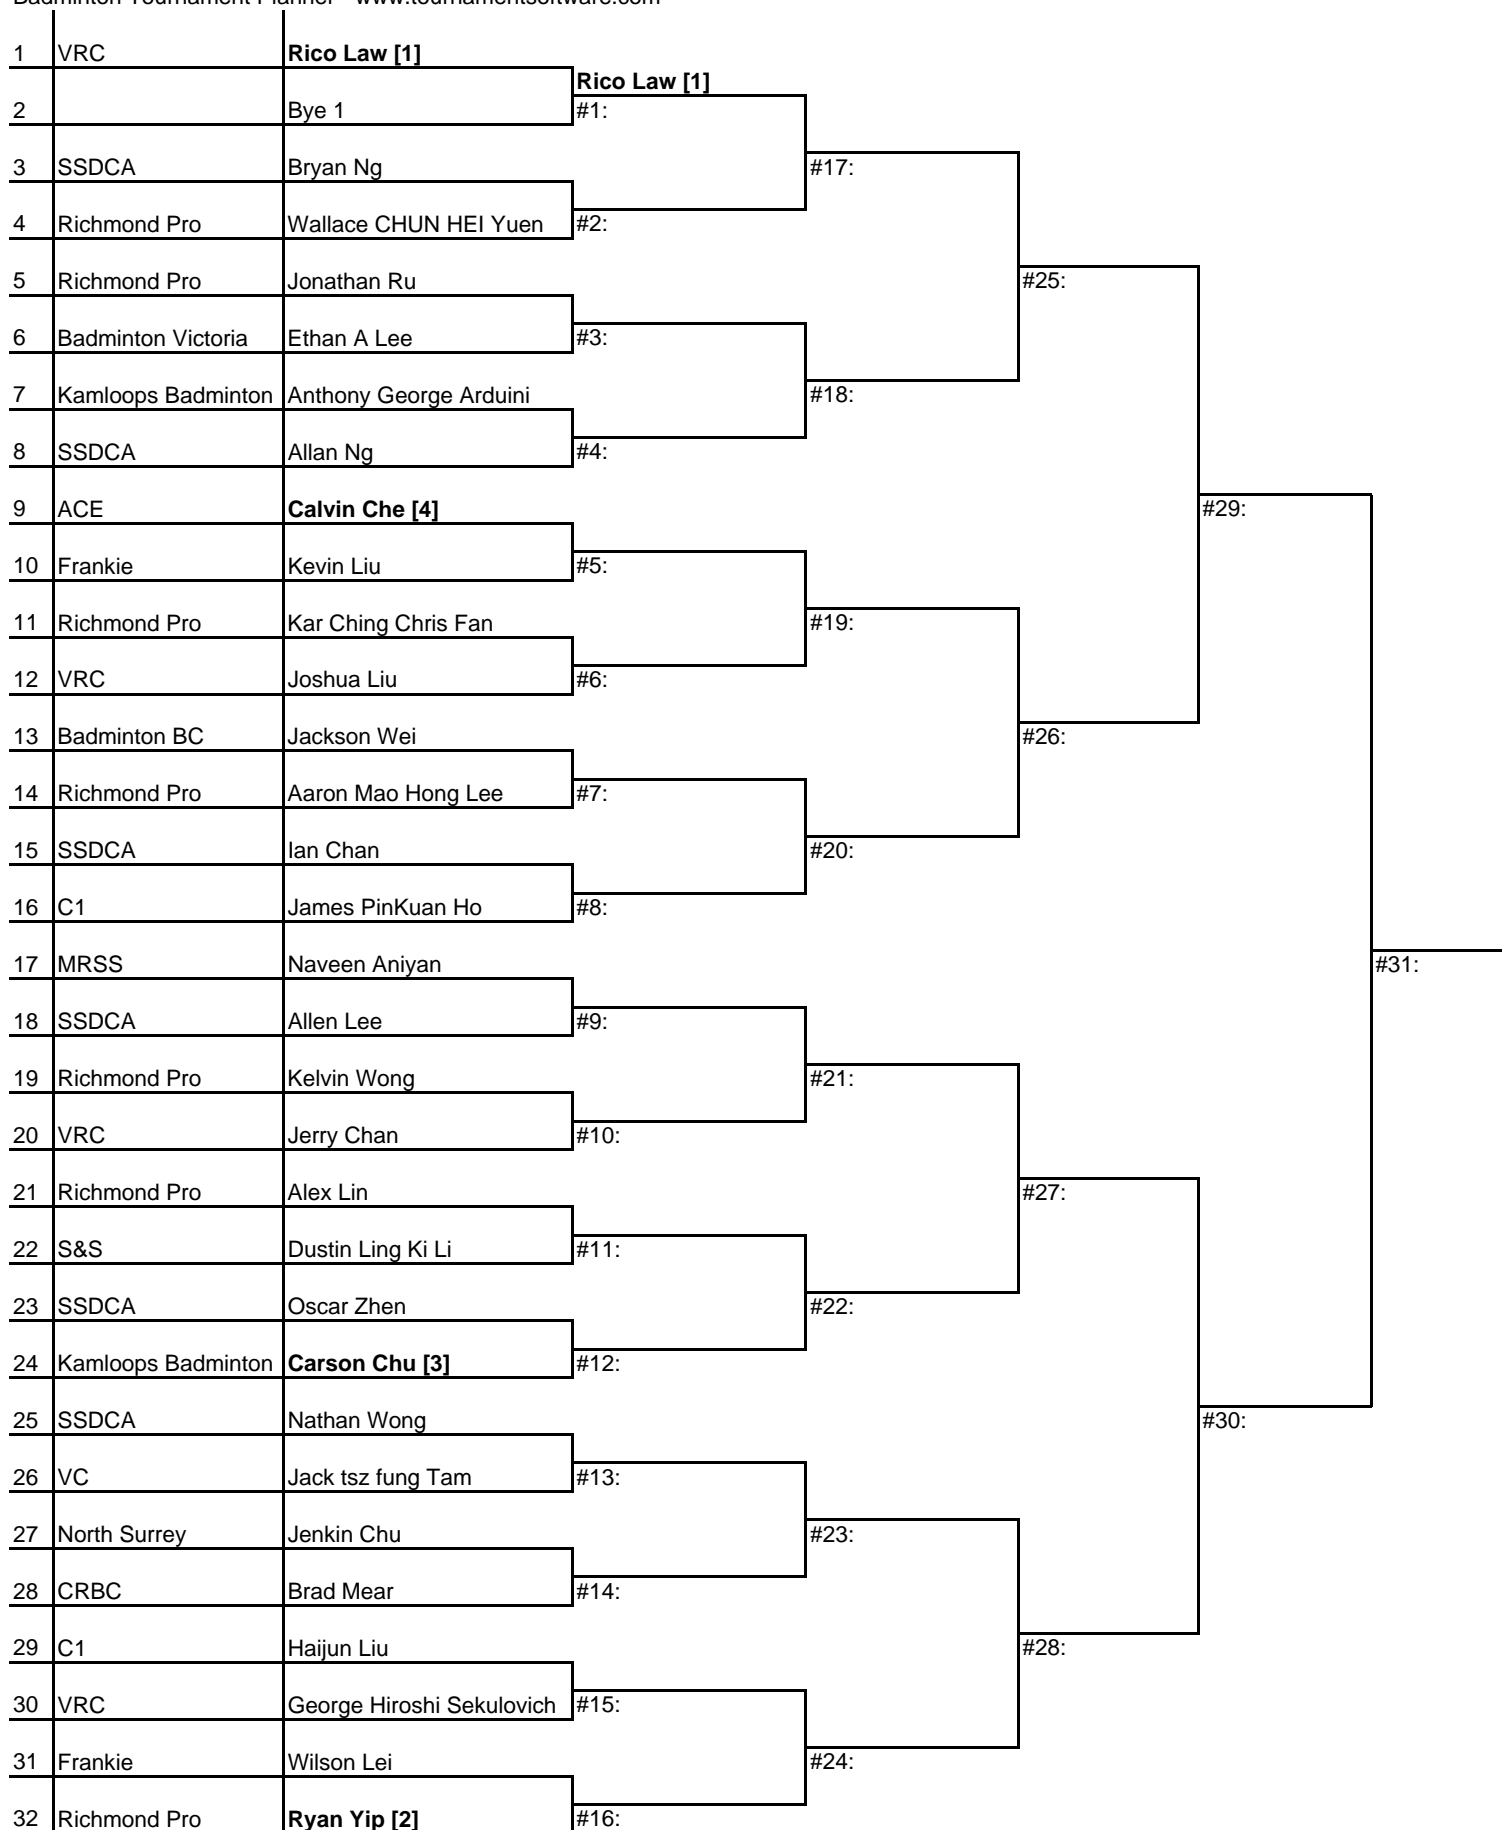 Badminton Tournament Planner - www.tournamentsoftware.com
1 VRC Rico Law [1]
Rico Law [1]
2 Bye 1 #1:
3 SSDCA Bryan Ng #17:
4 Richmond Pro Wallace CHUN HEI Yuen #2:
5 Richmond Pro Jonathan Ru #25:
6 Badminton Victoria Ethan A Lee #3:
7 Kamloops Badminton Anthony George Arduini #18:
8 SSDCA Allan Ng #4:
9 ACE Calvin Che [4] #29:
10 Frankie Kevin Liu #5:
11 Richmond Pro Kar Ching Chris Fan #19:
12 VRC Joshua Liu #6:
13 Badminton BC Jackson Wei #26:
14 Richmond Pro Aaron Mao Hong Lee #7:
15 SSDCA Ian Chan #20:
16 C1 James PinKuan Ho #8:
17 MRSS Naveen Aniyan #31:
18 SSDCA Allen Lee #9:
19 Richmond Pro Kelvin Wong #21:
20 VRC Jerry Chan #10:
21 Richmond Pro Alex Lin #27:
22 S&S Dustin Ling Ki Li #11:
23 SSDCA Oscar Zhen #22:
24 Kamloops Badminton Carson Chu [3] #12:
25 SSDCA Nathan Wong #30:
26 VC Jack tsz fung Tam #13:
27 North Surrey Jenkin Chu #23:
28 CRBC Brad Mear #14:
29 C1 Haijun Liu #28:
30 VRC George Hiroshi Sekulovich #15:
31 Frankie Wilson Lei #24:
32 Richmond Pro Ryan Yip [2] #16: